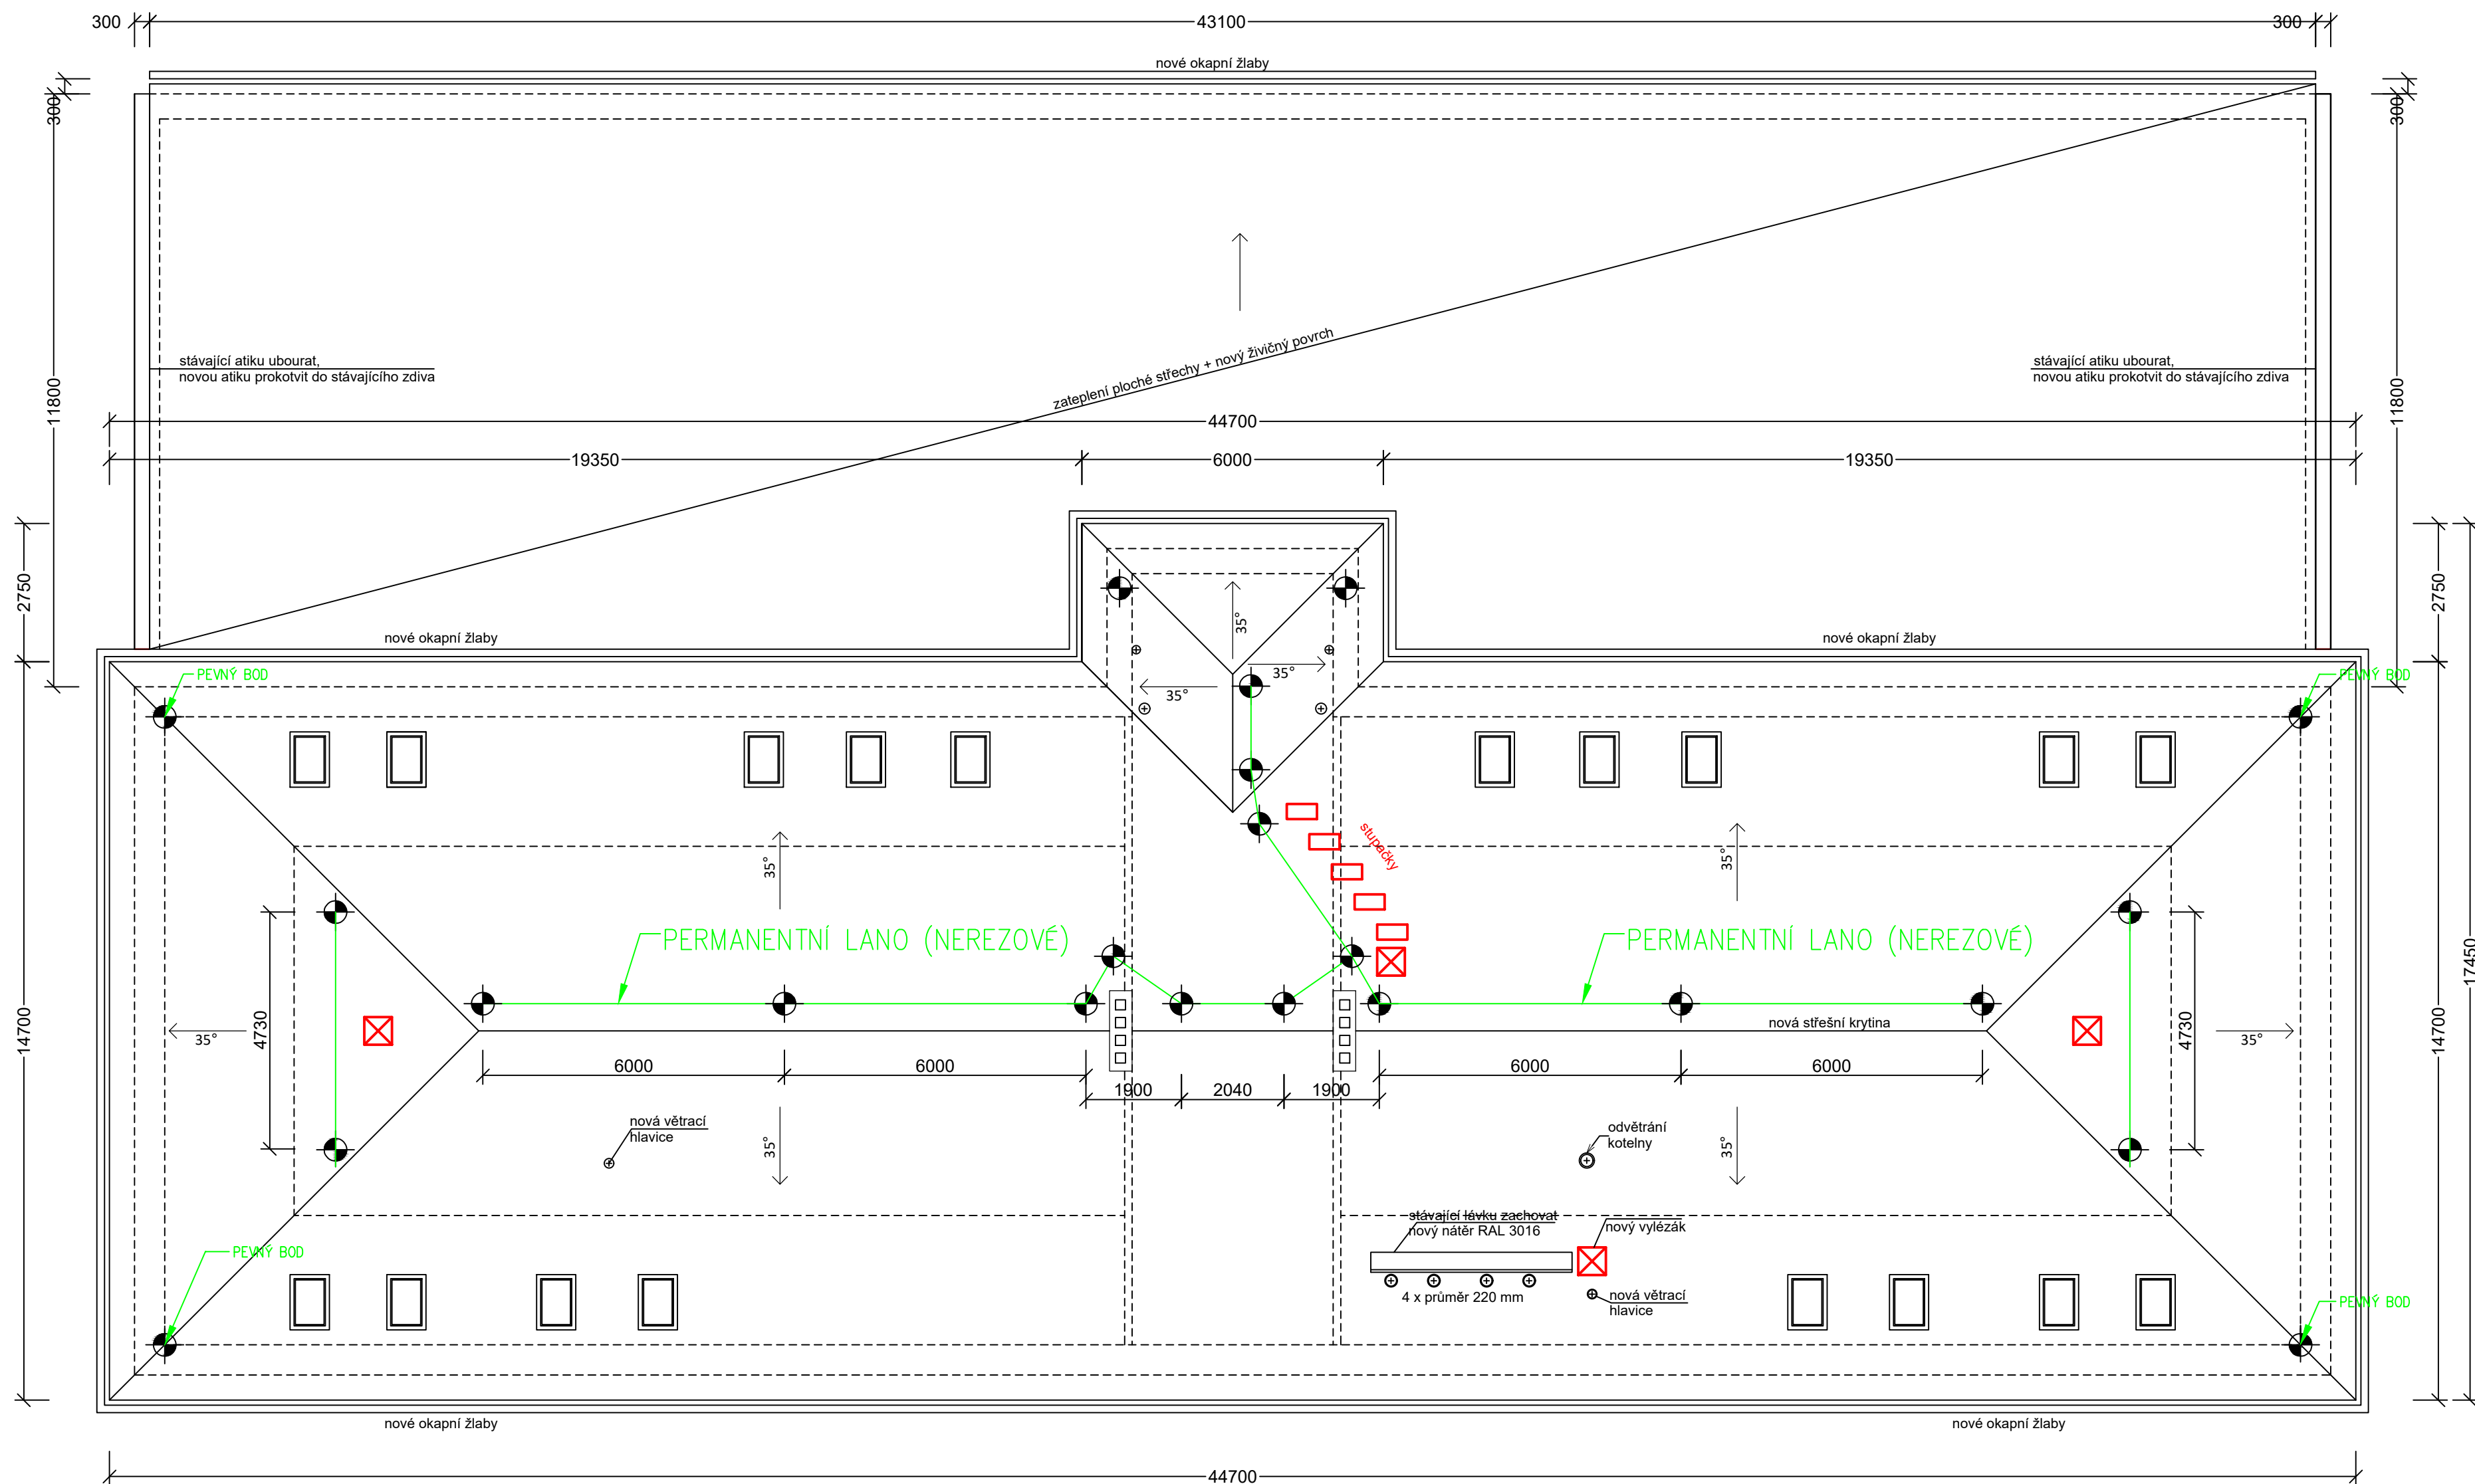 300
43100
300
nové okapní žlaby
300
300
stávající atiku ubourat,
novou atiku prokotvit do stávajícího zdiva
zateplení ploché střechy + nový živičný povrch
stávající atiku ubourat,
novou atiku prokotvit do stávajícího zdiva
11800
11800
44700
19350
6000
19350
2750
2750
35°
nové okapní žlaby
nové okapní žlaby
PEVNÝ BOD
35°
35°
PEVNÝ BOD
stupačky
35°
35°
PERMANENTNÍ LANO (NEREZOVÉ)
PERMANENTNÍ LANO (NEREZOVÉ)
17450
14700
35°
4730
nová střešní krytina
4730
35°
14700
6000
6000
6000
6000
1900
2040
1900
nová větrací
hlavice
35°
odvětrání
kotelny
35°
stávající lávku zachovat
nový nátěr RAL 3016
nový vylézák
PEVNÝ BOD
4 x průměr 220 mm
nová větrací
hlavice
PEVNÝ BOD
nové okapní žlaby
nové okapní žlaby
44700